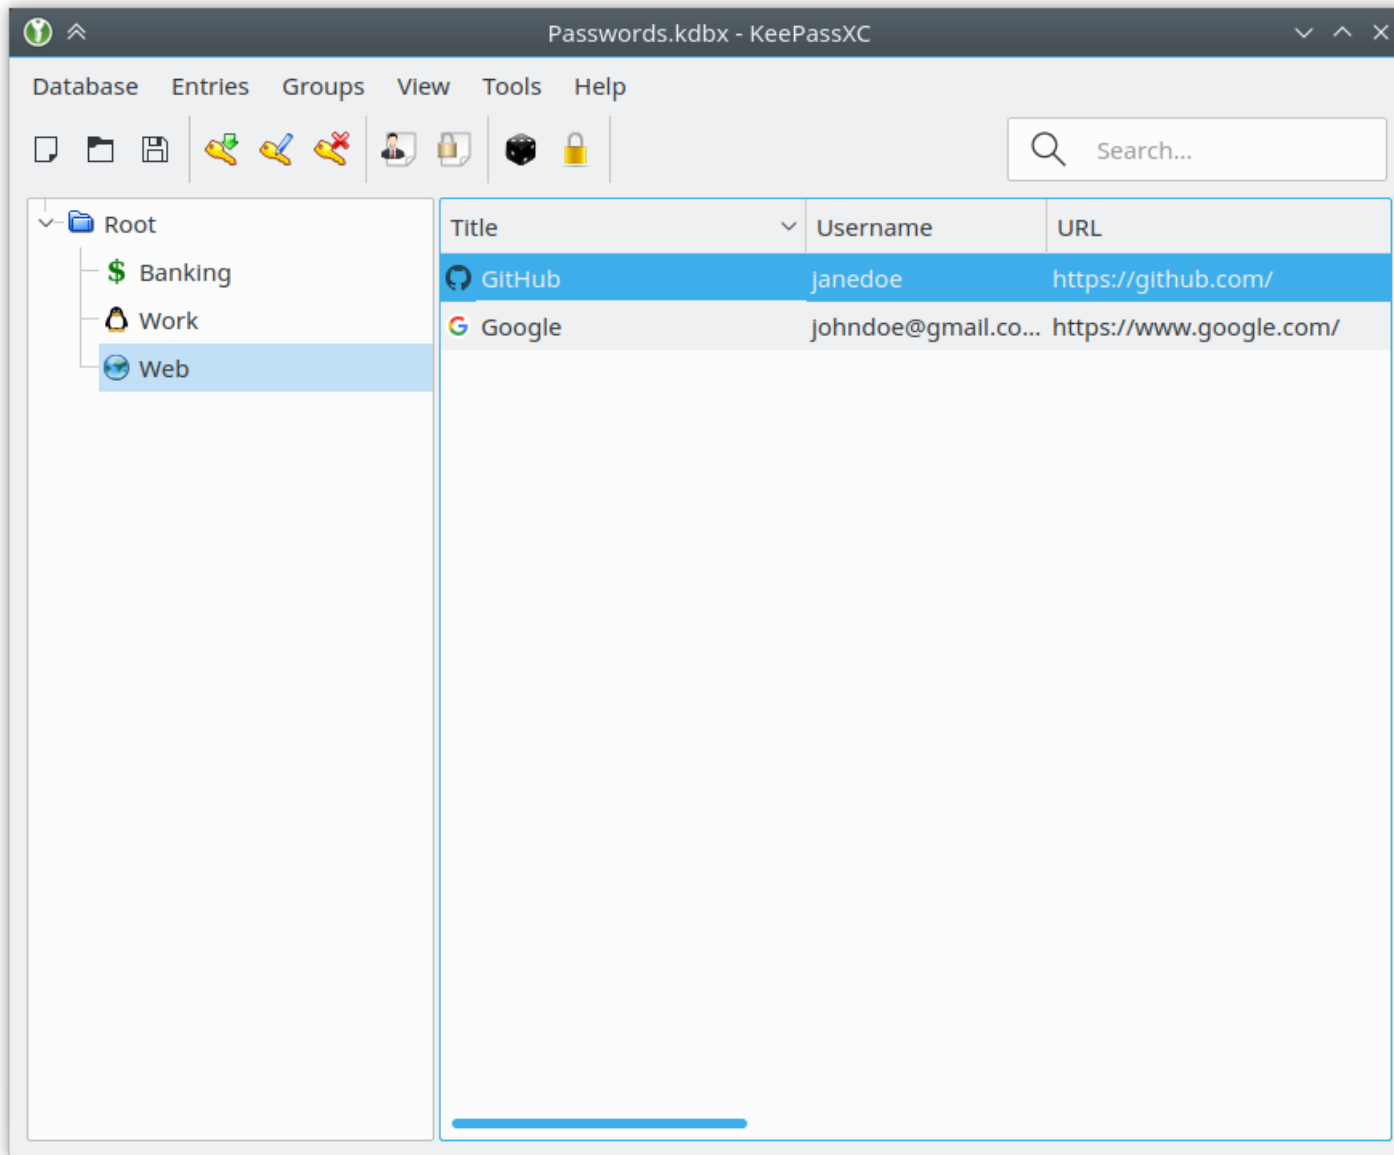 Passwords.kdbx - KeePassXC
Database Entries Groups View Tools Help
Search...
Root
Banking
Work
Web
Title Username URL
GitHub janedoe https://github.com/
Google johndoe@gmail.co... https://www.google.com/